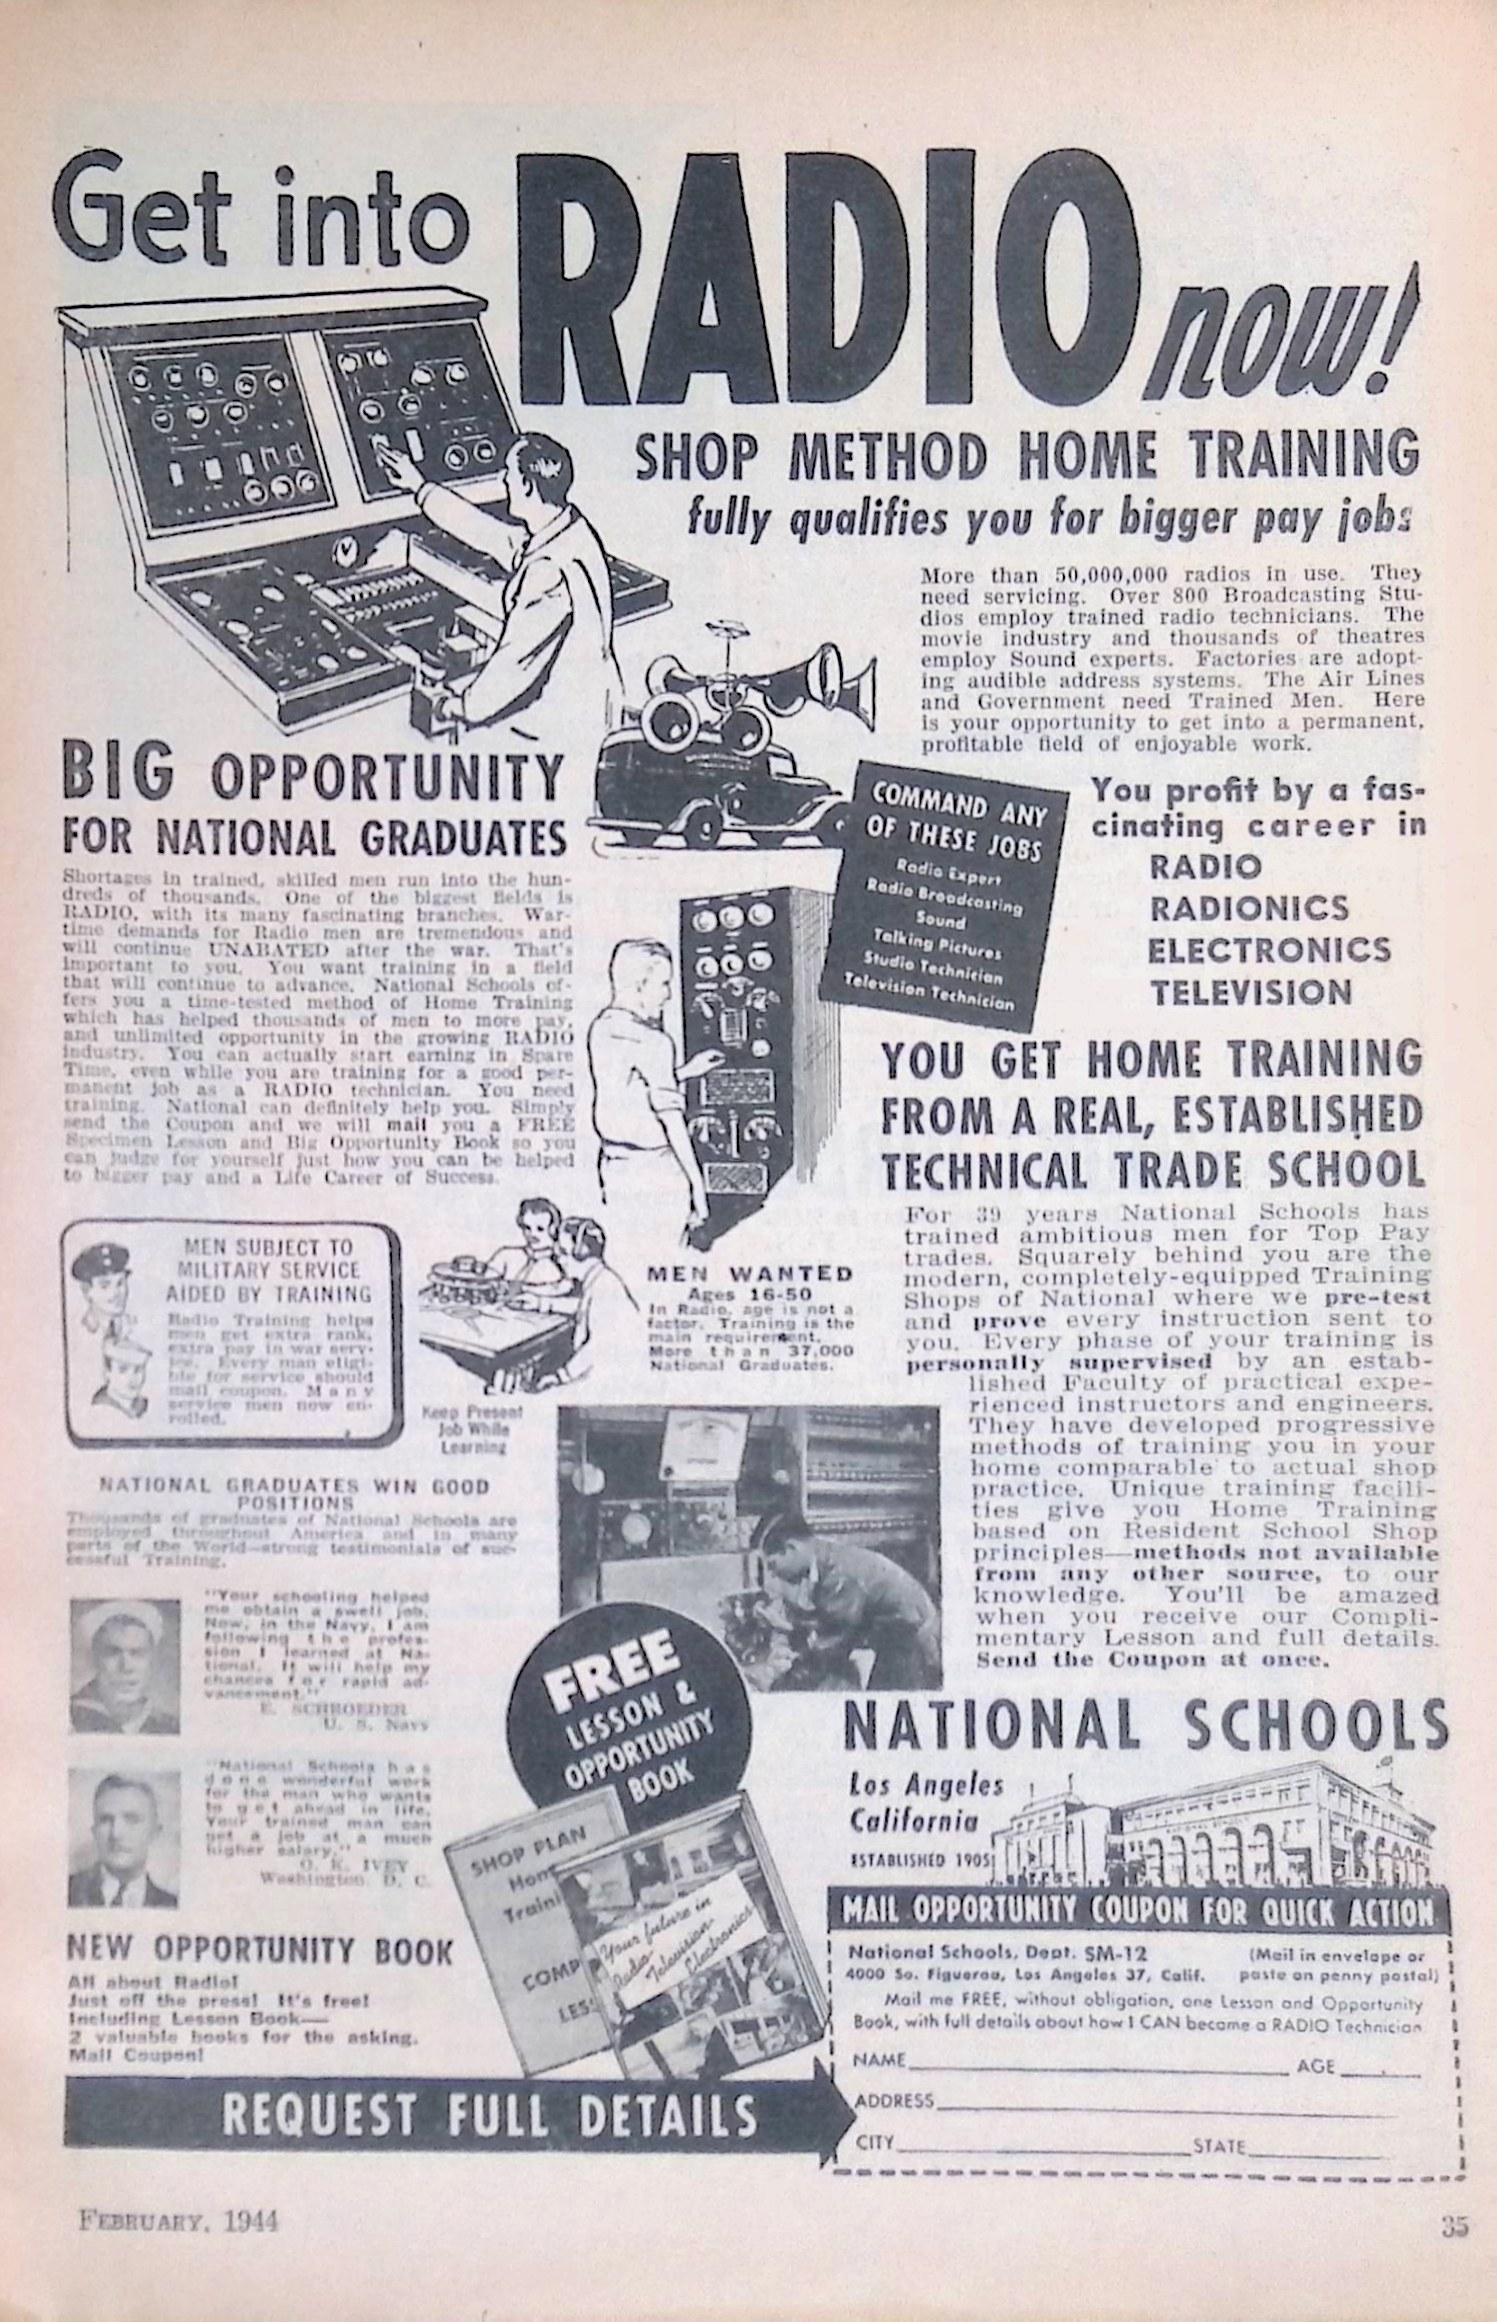 Get into RADIO now!
SHOP METHOD HOME TRAINING
fully qualifies you for bigger pay jobs
More than 50,000,000 radios in use. They
need servicing. Over 800 Broadcasting Stu-
dios employ trained radio technicians. The
movie industry and thousands of theatres
employ Sound experts. Factories are adopt-
ing audible address systems. The Air Lines
and Government need Trained Men. Here
is your opportunity to get into a permanent,
profitable field of enjoyable work.
BIG OPPORTUNITY
FOR NATIONAL GRADUATES
Shortages in trained, skilled men run into the hun-
dreds of thousands. One of the biggest fields is
RADIO, with its many fascinating branches. War-
time demands for Radio men are tremendous and
will continue UNABATED after the war. That's
important to you. You want training in a field
that will continue to advance. National Schools of-
fers you a time-tested method of Home Training
which has helped thousands of men to more pay,
and unlimited opportunity in the growing RADIO
industry. You can actually start earning in Spare
Time, even while you are training for a good per-
manent job as a RADIO technician. You need
training. National can definitely help you. Simply
send the Coupon and we will mail you a FREE
Specimen Lesson and Big Opportunity Book so you
can judge for yourself just how you can be helped
to bigger pay and a Life Career of Success.
COMMAND ANY
OF THESE JOBS
Radio Expert
Radio Broadcasting
Sound
Talking Pictures
Studio Technician
Television Technician
You profit by a fas-
cinating career in
RADIO
RADIONICS
ELECTRONICS
TELEVISION
YOU GET HOME TRAINING
FROM A REAL, ESTABLISHED
TECHNICAL TRADE SCHOOL
For 39 years National Schools has
trained ambitious men for Top Pay
trades. Squarely behind you are the
modern, completely-equipped Training
Shops of National where we pre-test
and prove every instruction sent to
you. Every phase of your training is
personally supervised by an estab-
lished Faculty of practical expe-
rienced instructors and engineers.
They have developed progressive
methods of training you in your
home comparable to actual shop
practice. Unique training facili-
ties give you Home Training
based on Resident School Shop
principles—methods not available
from any other source, to our
knowledge. You'll be amazed
when you receive our Compli-
mentary Lesson and full details.
Send the Coupon at once.
MEN SUBJECT TO
MILITARY SERVICE
AIDED BY TRAINING
Radio Training helps
men get extra rank,
extra pay in war serv-
ice. Every man eligi-
ble for service should
mail coupon. Many
service men now en-
rolled.
Keep Present
Job While
Learning
MEN WANTED
Ages 16-50
In Radio, age is not a
factor. Training is the
main requirement.
More than 37,000
National Graduates.
NATIONAL GRADUATES WIN GOOD
POSITIONS
Thousands of graduates of National Schools are
employed throughout America and in many
parts of the World—strong testimonials of suc-
cessful Training.
"Your schooling helped
me obtain a swell job.
Now, in the Navy, I am
following the profes-
sion I learned at Na-
tional. It will help my
chances for rapid ad-
vancement."
E. SCHROEDER
U. S. Navy
"National Schools has
done wonderful work
for the man who wants
to get ahead in life.
Your trained man can
get a job at a much
higher salary."
O. K. IVEY
Washington, D. C.
FREE
LESSON &
OPPORTUNITY
BOOK
SHOP PLAN
Hom
Traini
COMP
LES
Your future in
Radio-
Television-
Electronics
NEW OPPORTUNITY BOOK
All about Radio!
Just off the press! It's free!
Including Lesson Book—
2 valuable books for the asking.
Mail Coupon!
REQUEST FULL DETAILS
NATIONAL SCHOOLS
Los Angeles
California
ESTABLISHED 1905
MAIL OPPORTUNITY COUPON FOR QUICK ACTION
National Schools, Dept. SM-12 (Mail in envelope or
4000 So. Figueroa, Los Angeles 37, Calif. paste on penny postal)
Mail me FREE, without obligation, one Lesson and Opportunity
Book, with full details about how I CAN become a RADIO Technician
NAME AGE
ADDRESS
CITY STATE
FEBRUARY, 1944
35